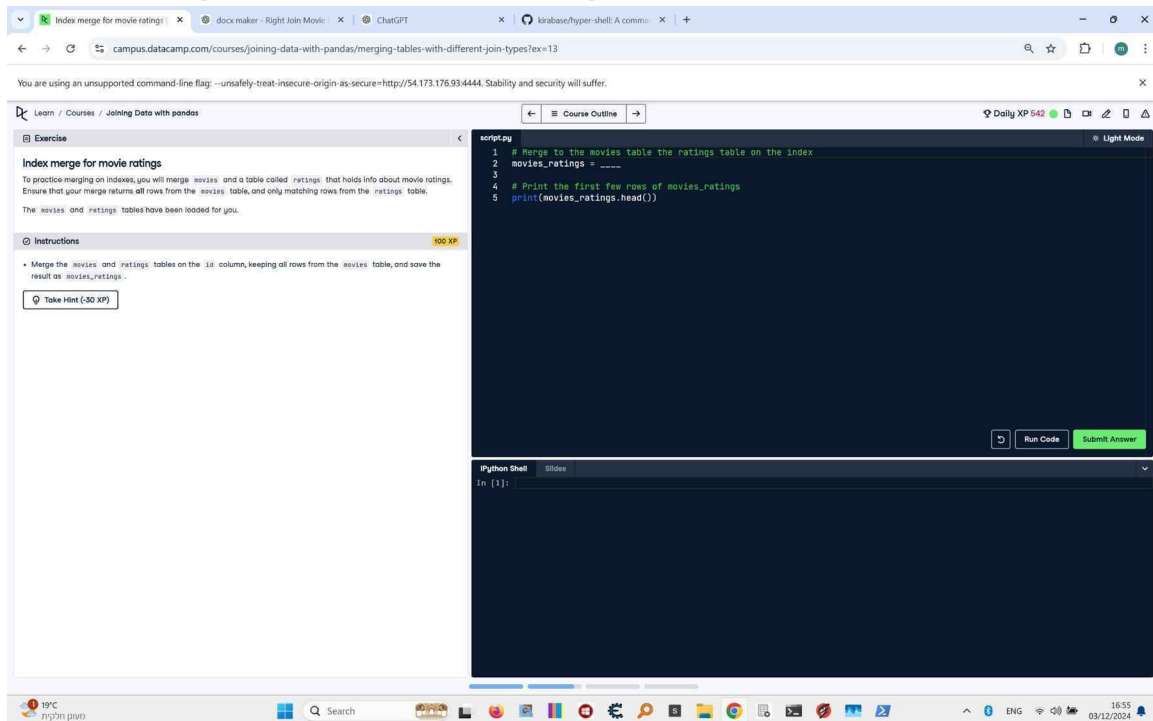 Index merge for movie ratings
docx maker - Right Join Movie
ChatGPT
kirabase/hyper-shell: A comma
campus.datacamp.com/courses/joining-data-with-pandas/merging-tables-with-different-join-types?ex=13
m
You are using an unsupported command-line flag: --unsafely-treat-insecure-origin-as-secure=http://54.173.176.93:4444. Stability and security will suffer.
Learn / Courses / Joining Data with pandas
Course Outline
Daily XP 542
Exercise
Index merge for movie ratings
To practice merging on indexes, you will merge movies and a table called ratings that holds info about movie ratings.
Ensure that your merge returns all rows from the movies table, and only matching rows from the ratings table.
The movies and ratings tables have been loaded for you.
Instructions
100 XP
• Merge the movies and ratings tables on the id column, keeping all rows from the movies table, and save the
result as movies_ratings .
Take Hint (-30 XP)
script.py
Light Mode
1 # Merge to the movies table the ratings table on the index
2 movies_ratings = ____
3
4 # Print the first few rows of movies_ratings
5 print(movies_ratings.head())
Run Code
Submit Answer
IPython Shell
Slides
In [1]:
1
19°C
מעונן חלקית
Search
ENG
16:55
03/12/2024